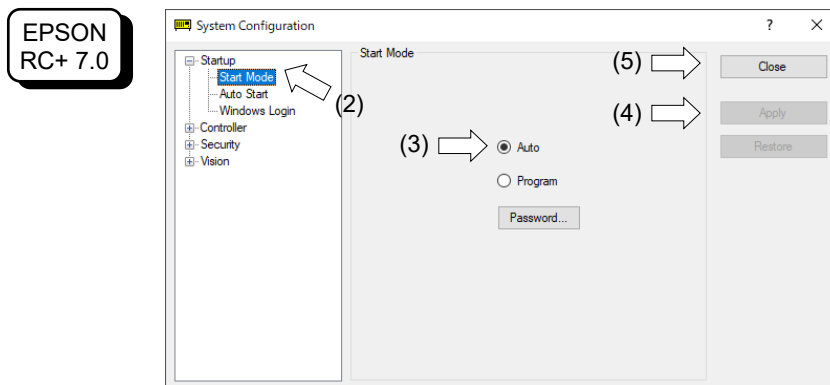 EPSON
RC+ 7.0
System Configuration
?
Startup
Start Mode
Auto Start
Windows Login
Controller
Security
Vision
(2)
Start Mode
(3)
Auto
Program
Password...
(5)
Close
(4)
Apply
Restore